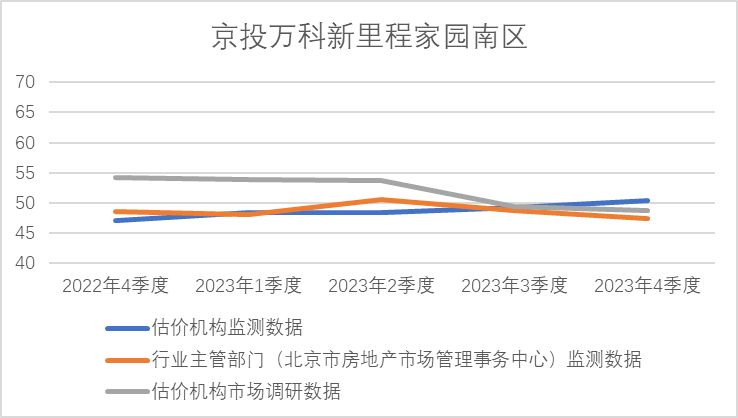 京投万科新里程家园南区
70
65
60
55
50
45
40
2022年4季度 2023年1季度 2023年2季度 2023年3季度 2023年4季度
估价机构监测数据
行业主管部门（北京市房地产市场管理事务中心）监测数据
估价机构市场调研数据